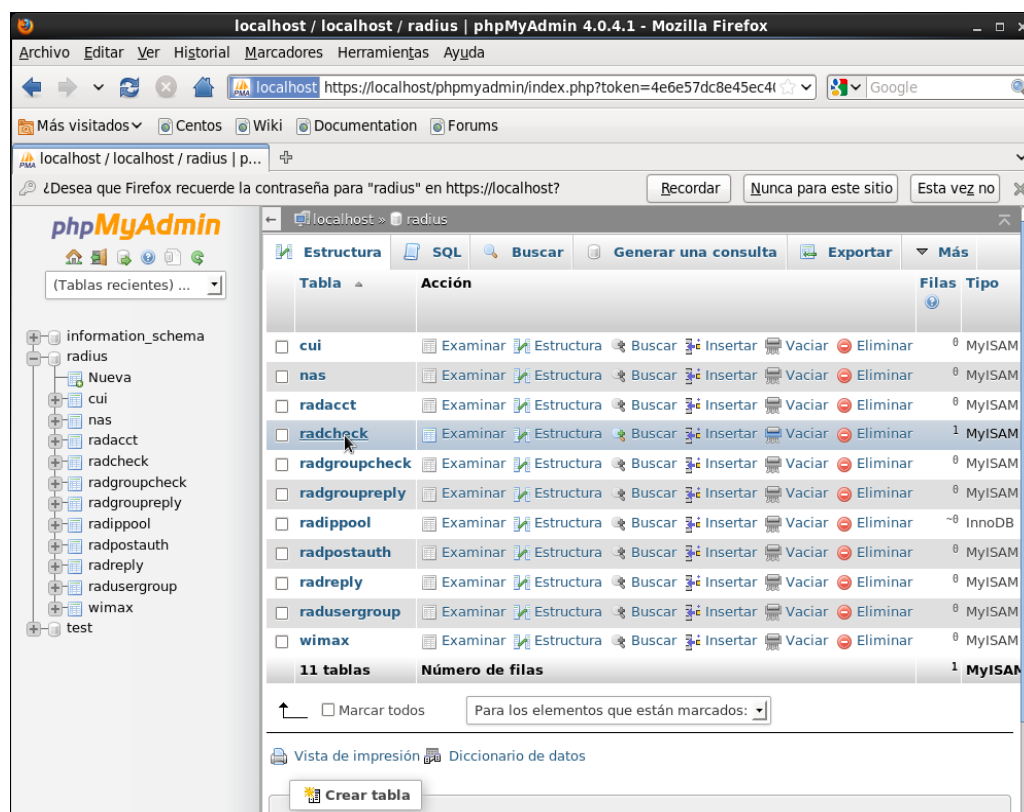 localhost / localhost / radius | phpMyAdmin 4.0.4.1 - Mozilla Firefox
Archivo Editar Ver Historial Marcadores Herramientas Ayuda
localhost https://localhost/phpmyadmin/index.php?token=4e6e57dc8e45ec4( Google
Más visitados Centos Wiki Documentation Forums
localhost / localhost / radius | p...
¿Desea que Firefox recuerde la contraseña para "radius" en https://localhost? Recordar Nunca para este sitio Esta vez no
phpMyAdmin
(Tablas recientes) ...
information_schema
radius
Nueva
cui
nas
radacct
radcheck
radgroupcheck
radgroupreply
radippool
radpostauth
radreply
radusergroup
wimax
test
localhost » radius
Estructura SQL Buscar Generar una consulta Exportar Más
Tabla Acción Filas Tipo
cui Examinar Estructura Buscar Insertar Vaciar Eliminar 0 MyISAM
nas Examinar Estructura Buscar Insertar Vaciar Eliminar 0 MyISAM
radacct Examinar Estructura Buscar Insertar Vaciar Eliminar 0 MyISAM
radcheck Examinar Estructura Buscar Insertar Vaciar Eliminar 1 MyISAM
radgroupcheck Examinar Estructura Buscar Insertar Vaciar Eliminar 0 MyISAM
radgroupreply Examinar Estructura Buscar Insertar Vaciar Eliminar 0 MyISAM
radippool Examinar Estructura Buscar Insertar Vaciar Eliminar ~0 InnoDB
radpostauth Examinar Estructura Buscar Insertar Vaciar Eliminar 0 MyISAM
radreply Examinar Estructura Buscar Insertar Vaciar Eliminar 0 MyISAM
radusergroup Examinar Estructura Buscar Insertar Vaciar Eliminar 0 MyISAM
wimax Examinar Estructura Buscar Insertar Vaciar Eliminar 0 MyISAM
11 tablas Número de filas 1 MyISAM
Marcar todos Para los elementos que están marcados:
Vista de impresión Diccionario de datos
Crear tabla